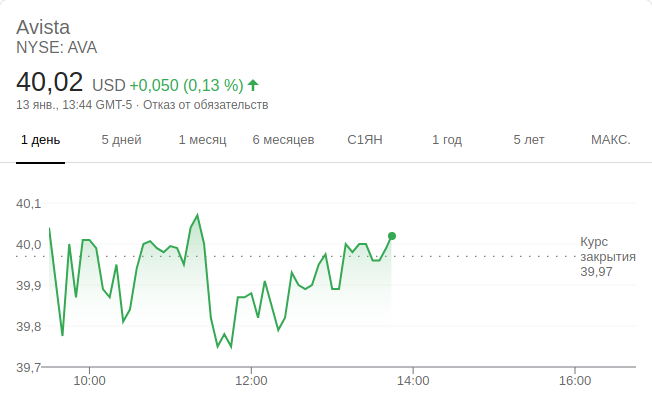 Avista
NYSE: AVA
40,02 USD +0,050 (0,13 %)
13 янв., 13:44 GMT-5 · Отказ от обязательств
1 день 5 дней 1 месяц 6 месяцев С1ЯН 1 год 5 лет МАКС.
40,1
40,0
39,9
39,8
39,7
Курс
закрытия
39,97
10:00 12:00 14:00 16:00